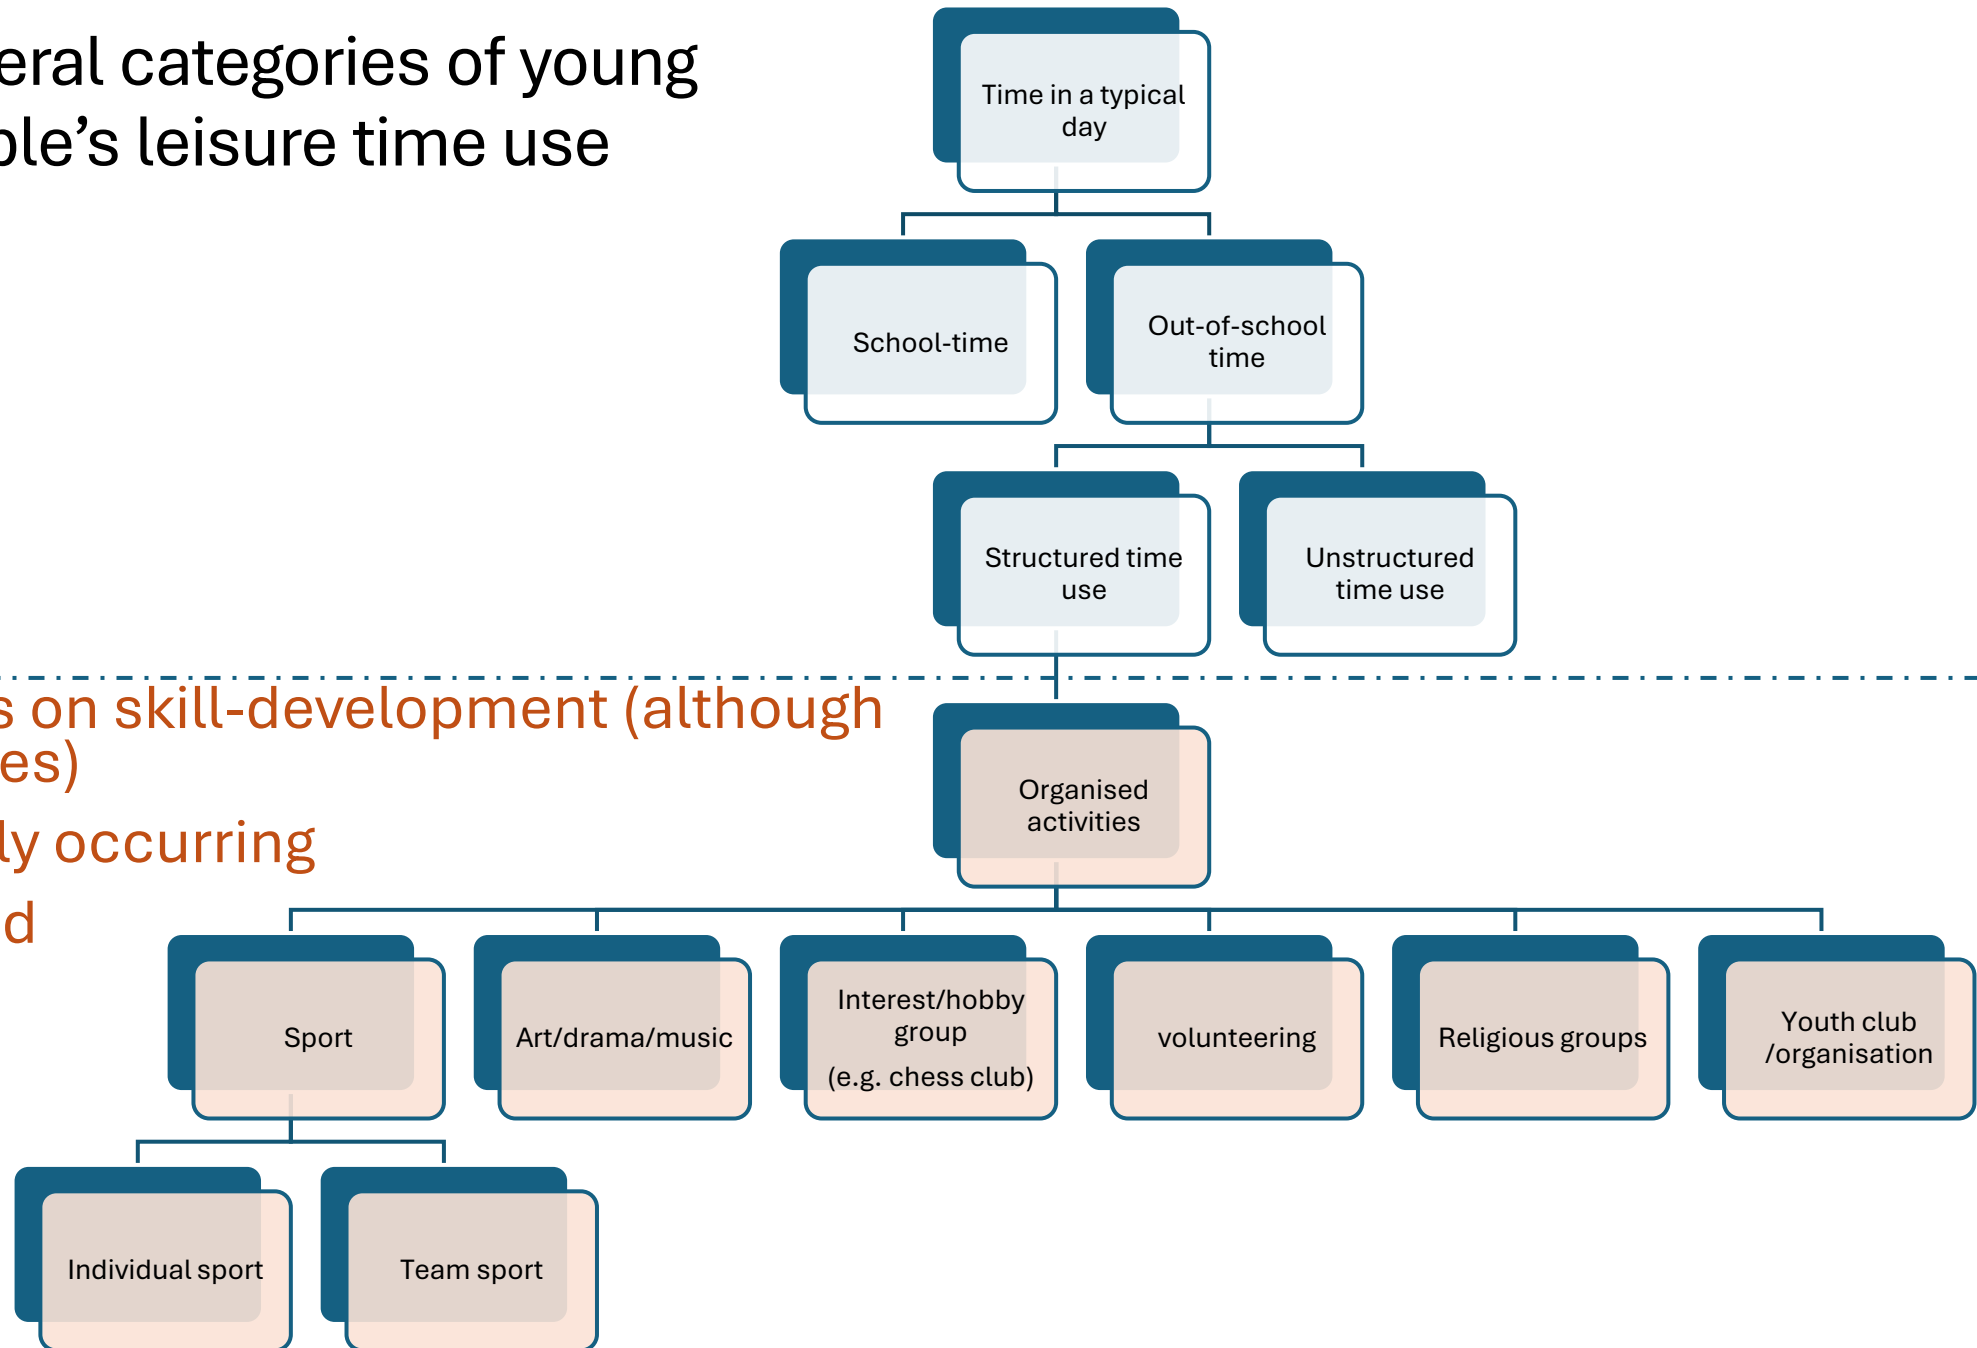 eral categories of young
ple's leisure time use
Time in a typical
day
School-time
Out-of-school
time
Structured time
use
Unstructured
time use
s on skill-development (although
es)
ly occurring
d
Organised
activities
Sport
Art/drama/music
Interest/hobby
group
(e.g. chess club)
volunteering
Religious groups
Youth club
/organisation
Individual sport
Team sport